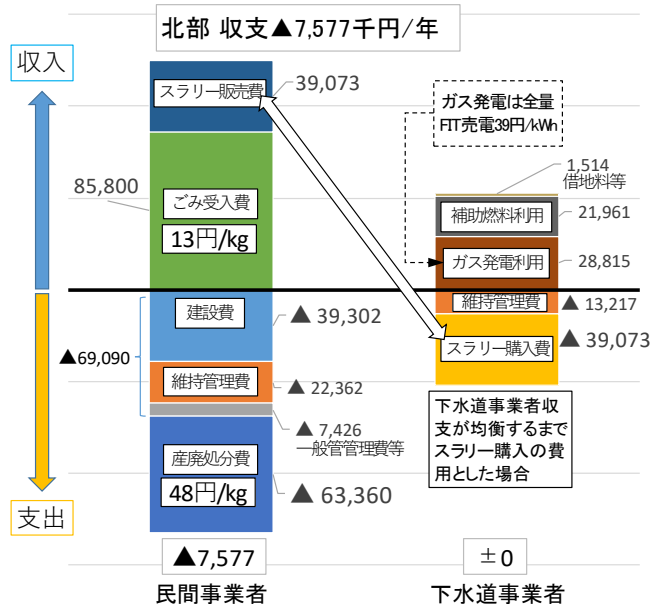 北部 収支▲7,577千円/年
収入
スラリー販売費
39,073
ガス発電は全量
FIT売電39円/kWh
1,514
借地料等
85,800
ごみ受入費
13円/kg
補助燃料利用
21,961
ガス発電利用
28,815
建設費
▲ 39,302
維持管理費
▲ 13,217
▲69,090
スラリー購入費
▲ 39,073
維持管理費
▲ 22,362
▲ 7,426
一般管管理費等
下水道事業者収
支が均衡するまで
スラリー購入の費
用とした場合
産廃処分費
48円/kg
▲ 63,360
支出
▲7,577
±0
民間事業者
下水道事業者